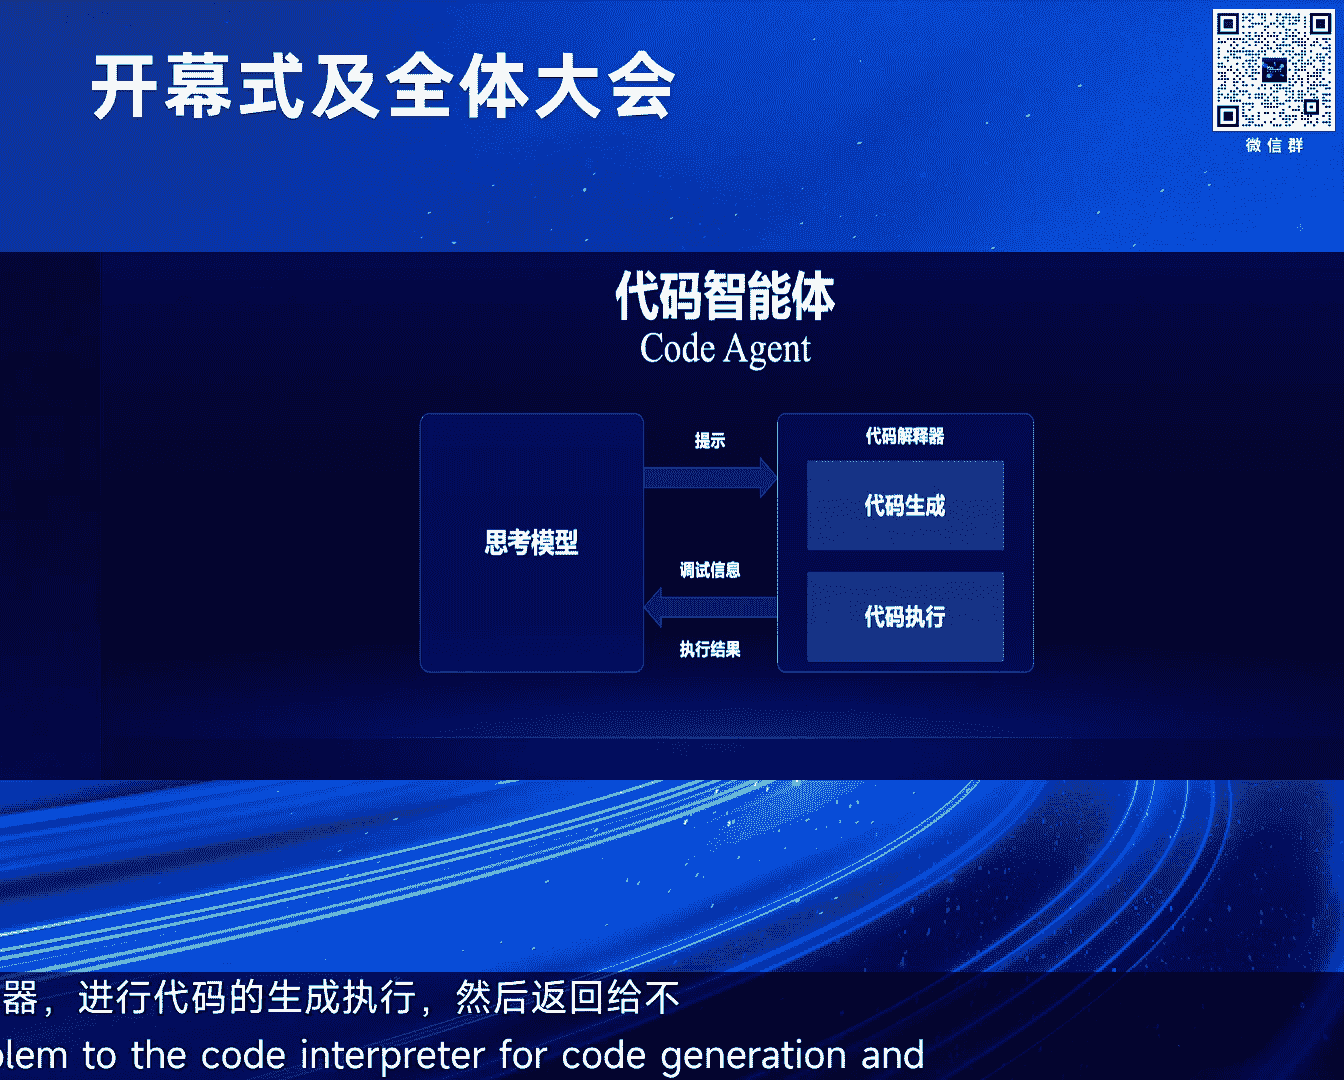 开幕式及全体大会
微信群
代码智能体
Code Agent
提示
代码解释器
代码生成
思考模型
调试信息
代码执行
执行结果
器，进行代码的生成执行，然后返回给不
blem to the code interpreter for code generation and